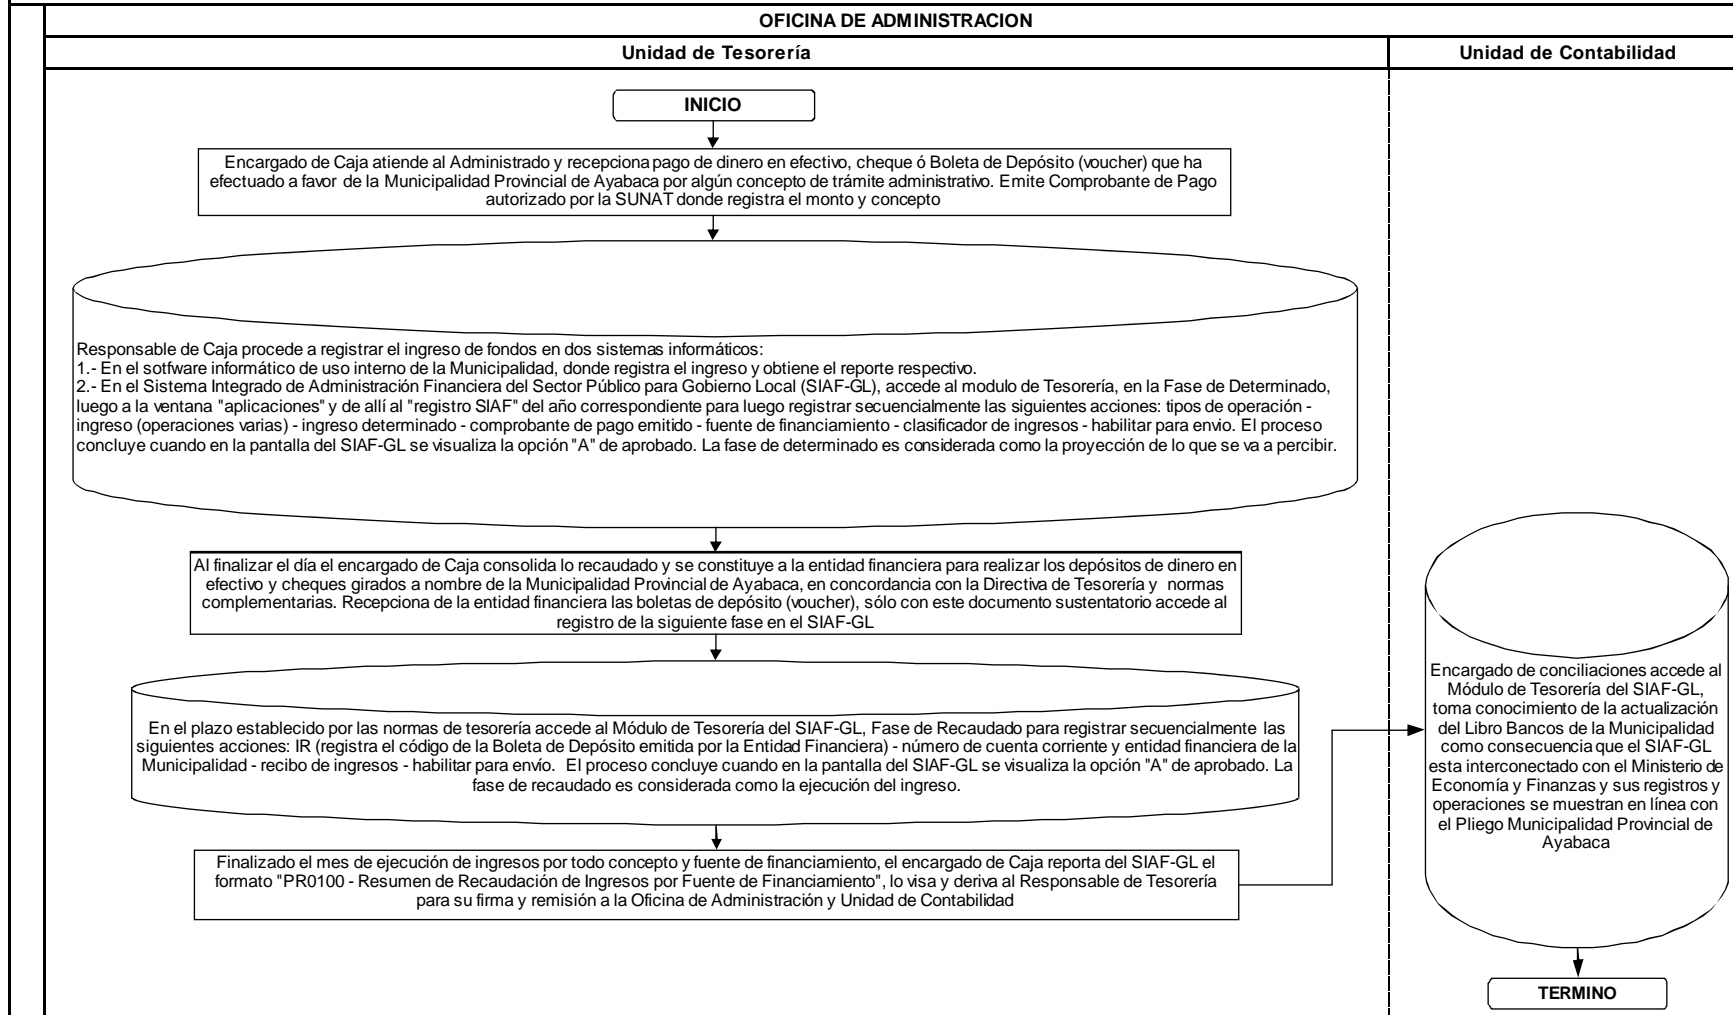 OFICINA DE ADMINISTRACION
Unidad de Tesorería
Unidad de Contabilidad
INICIO
Encargado de Caja atiende al Administrado y recepciona pago de dinero en efectivo, cheque ó Boleta de Depósito (voucher) que ha
efectuado a favor de la Municipalidad Provincial de Ayabaca por algún concepto de trámite administrativo. Emite Comprobante de Pago
autorizado por la SUNAT donde registra el monto y concepto
Responsable de Caja procede a registrar el ingreso de fondos en dos sistemas informáticos:
1.- En el sotfware informático de uso interno de la Municipalidad, donde registra el ingreso y obtiene el reporte respectivo.
2.- En el Sistema Integrado de Administración Financiera del Sector Público para Gobierno Local (SIAF-GL), accede al modulo de Tesorería, en la Fase de Determinado,
luego a la ventana "aplicaciones" y de allí al "registro SIAF" del año correspondiente para luego registrar secuencialmente las siguientes acciones: tipos de operación -
ingreso (operaciones varias) - ingreso determinado - comprobante de pago emitido - fuente de financiamiento - clasificador de ingresos - habilitar para envio. El proceso
concluye cuando en la pantalla del SIAF-GL se visualiza la opción "A" de aprobado. La fase de determinado es considerada como la proyección de lo que se va a percibir.
Al finalizar el día el encargado de Caja consolida lo recaudado y se constituye a la entidad financiera para realizar los depósitos de dinero en
efectivo y cheques girados a nombre de la Municipalidad Provincial de Ayabaca, en concordancia con la Directiva de Tesorería y normas
complementarias. Recepciona de la entidad financiera las boletas de depósito (voucher), sólo con este documento sustentatorio accede al
registro de la siguiente fase en el SIAF-GL
En el plazo establecido por las normas de tesorería accede al Módulo de Tesorería del SIAF-GL, Fase de Recaudado para registrar secuencialmente las
siguientes acciones: IR (registra el código de la Boleta de Depósito emitida por la Entidad Financiera) - número de cuenta corriente y entidad financiera de la
Municipalidad - recibo de ingresos - habilitar para envío. El proceso concluye cuando en la pantalla del SIAF-GL se visualiza la opción "A" de aprobado. La
fase de recaudado es considerada como la ejecución del ingreso.
Finalizado el mes de ejecución de ingresos por todo concepto y fuente de financiamiento, el encargado de Caja reporta del SIAF-GL el
formato "PR0100 - Resumen de Recaudación de Ingresos por Fuente de Financiamiento", lo visa y deriva al Responsable de Tesorería
para su firma y remisión a la Oficina de Administración y Unidad de Contabilidad
Encargado de conciliaciones accede al
Módulo de Tesorería del SIAF-GL,
toma conocimiento de la actualización
del Libro Bancos de la Municipalidad
como consecuencia que el SIAF-GL
esta interconectado con el Ministerio de
Economía y Finanzas y sus registros y
operaciones se muestran en línea con
el Pliego Municipalidad Provincial de
Ayabaca
TERMINO